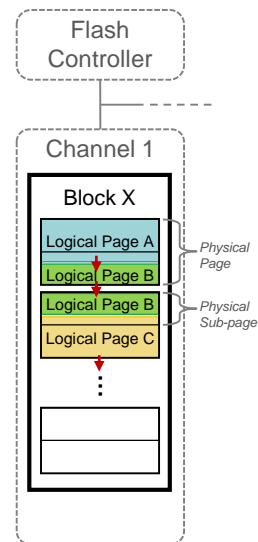 Flash
Controller
Channel 1
Block X
Logical Page A
Logical Page B
Physical
Page
Logical Page B
Physical
Sub-page
Logical Page C